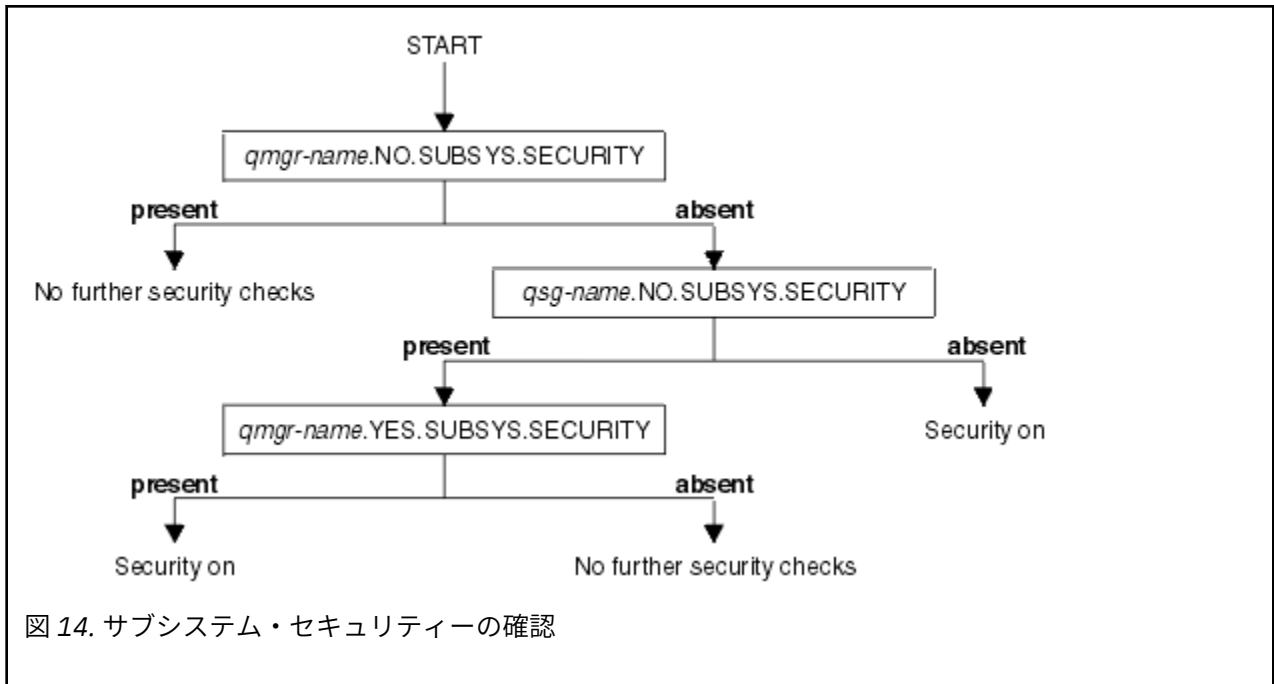 START
qmgr-name.NO.SUBSYS.SECURITY
present absent
No further security checks
qsg-name.NO.SUBSYS.SECURITY
present absent
qmgr-name.YES.SUBSYS.SECURITY
Security on
present absent
Security on
No further security checks
図 14. サブシステム・セキュリティーの確認